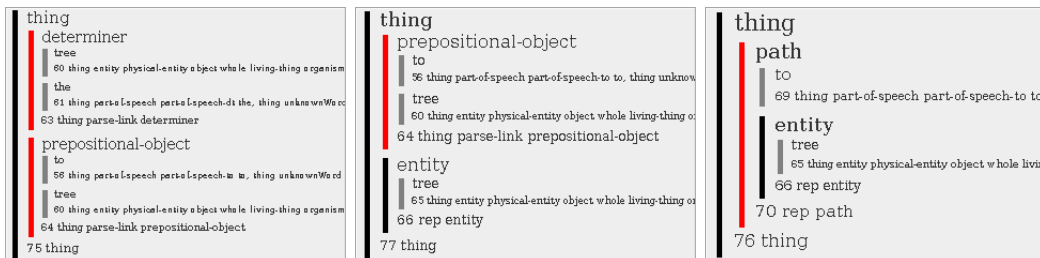 thing
determiner
tree
60 thing entity physical-entity object whole living-thing organism
the
61 thing part-of-speech part-of-speech-dt the, thing unknownWord
63 thing parse-link determiner
prepositional-object
to
56 thing part-of-speech part-of-speech-to to, thing unknownWord
tree
60 thing entity physical-entity object whole living-thing organism
64 thing parse-link prepositional-object
75 thing
thing
prepositional-object
to
56 thing part-of-speech part-of-speech-to to, thing unknow
tree
60 thing entity physical-entity object whole living-thing
64 thing parse-link prepositional-object
entity
tree
65 thing entity physical-entity object whole living-thing
66 rep entity
77 thing
thing
path
to
69 thing part-of-speech part-of-speech-to to
entity
tree
65 thing entity physical-entity object whole
66 rep entity
70 rep path
76 thing